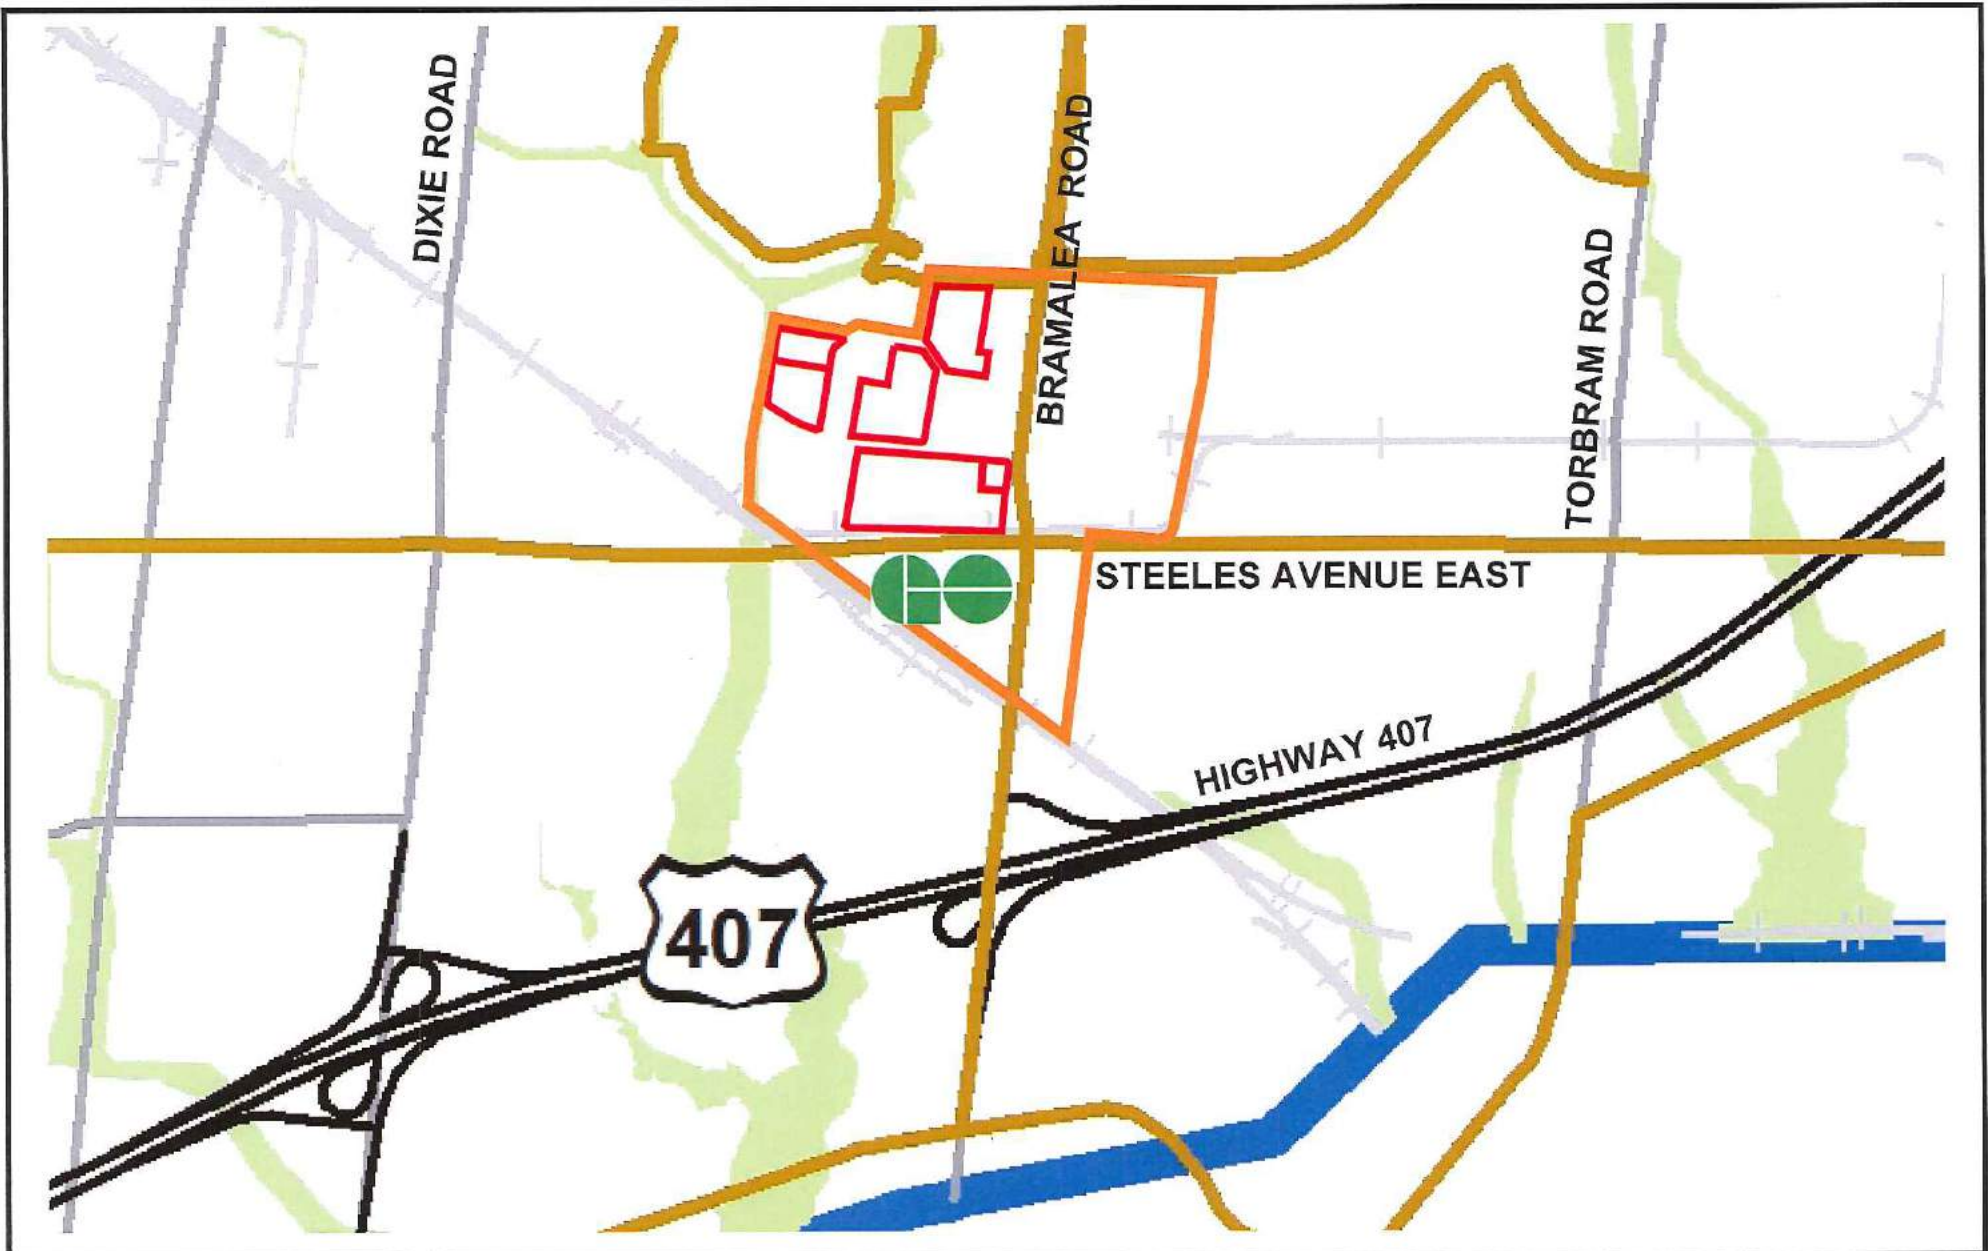 DIXIE ROAD
BRAMALEA ROAD
TORBRAM ROAD
GO
STEELES AVENUE EAST
HIGHWAY 407
407